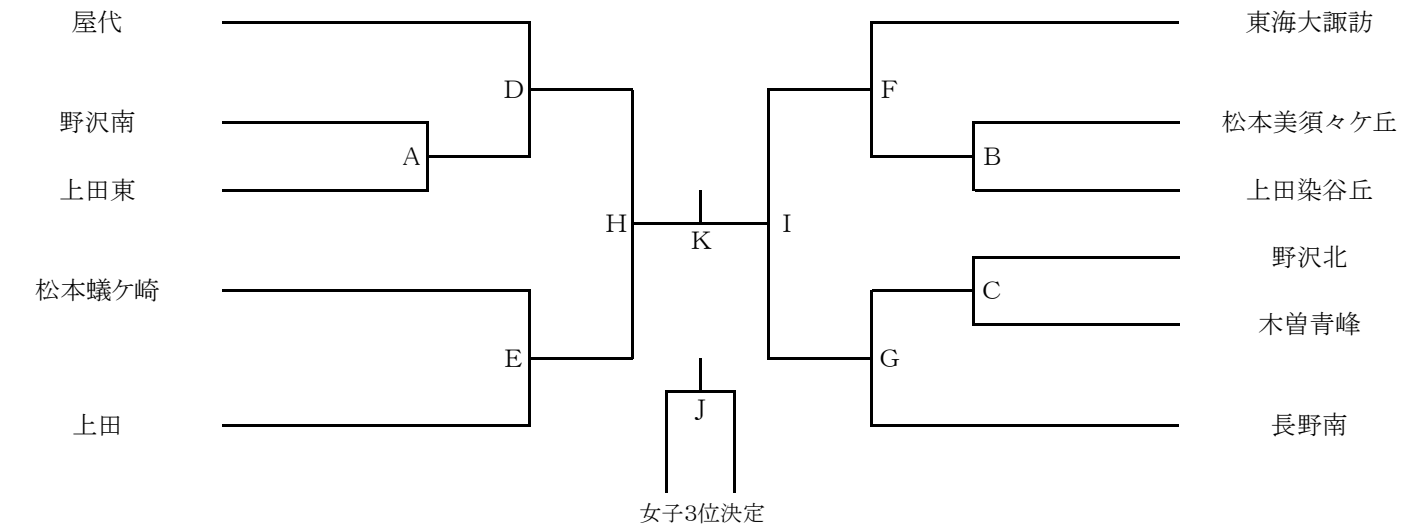 屋代
東海大諏訪
D
F
野沢南
松本美須々ケ丘
A
B
上田東
上田染谷丘
H
K
I
野沢北
松本蟻ケ崎
C
木曽青峰
E
G
J
上田
長野南
女子3位決定